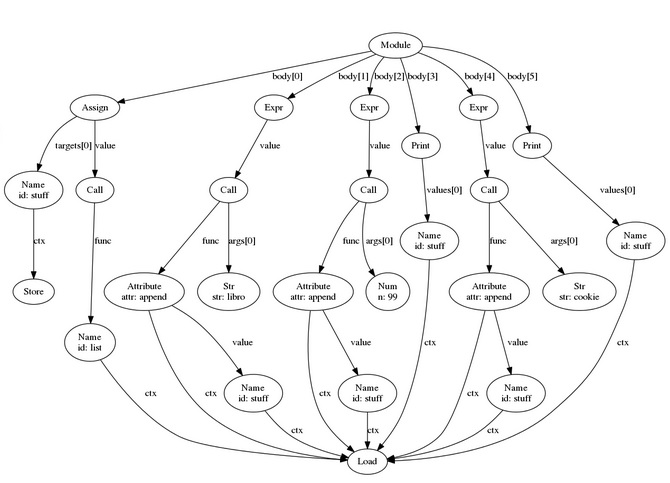 Module
body[0]
body[1]
body[2]
body[3]
body[4]
body[5]
Assign
Expr
Expr
Expr
targets[0]
value
value
value
Print
value
Print
Name
id: stuff
Call
Call
Call
values[0]
Call
values[0]
ctx
func
func
args[0]
func
args[0]
Name
id: stuff
func
args[0]
Name
id: stuff
Store
Attribute
attr: append
Str
str: libro
Attribute
attr: append
Num
n: 99
Attribute
attr: append
Str
str: cookie
Name
id: list
value
value
ctx
value
ctx
ctx
ctx
Name
id: stuff
ctx
Name
id: stuff
ctx
Name
id: stuff
ctx
ctx
ctx
Load